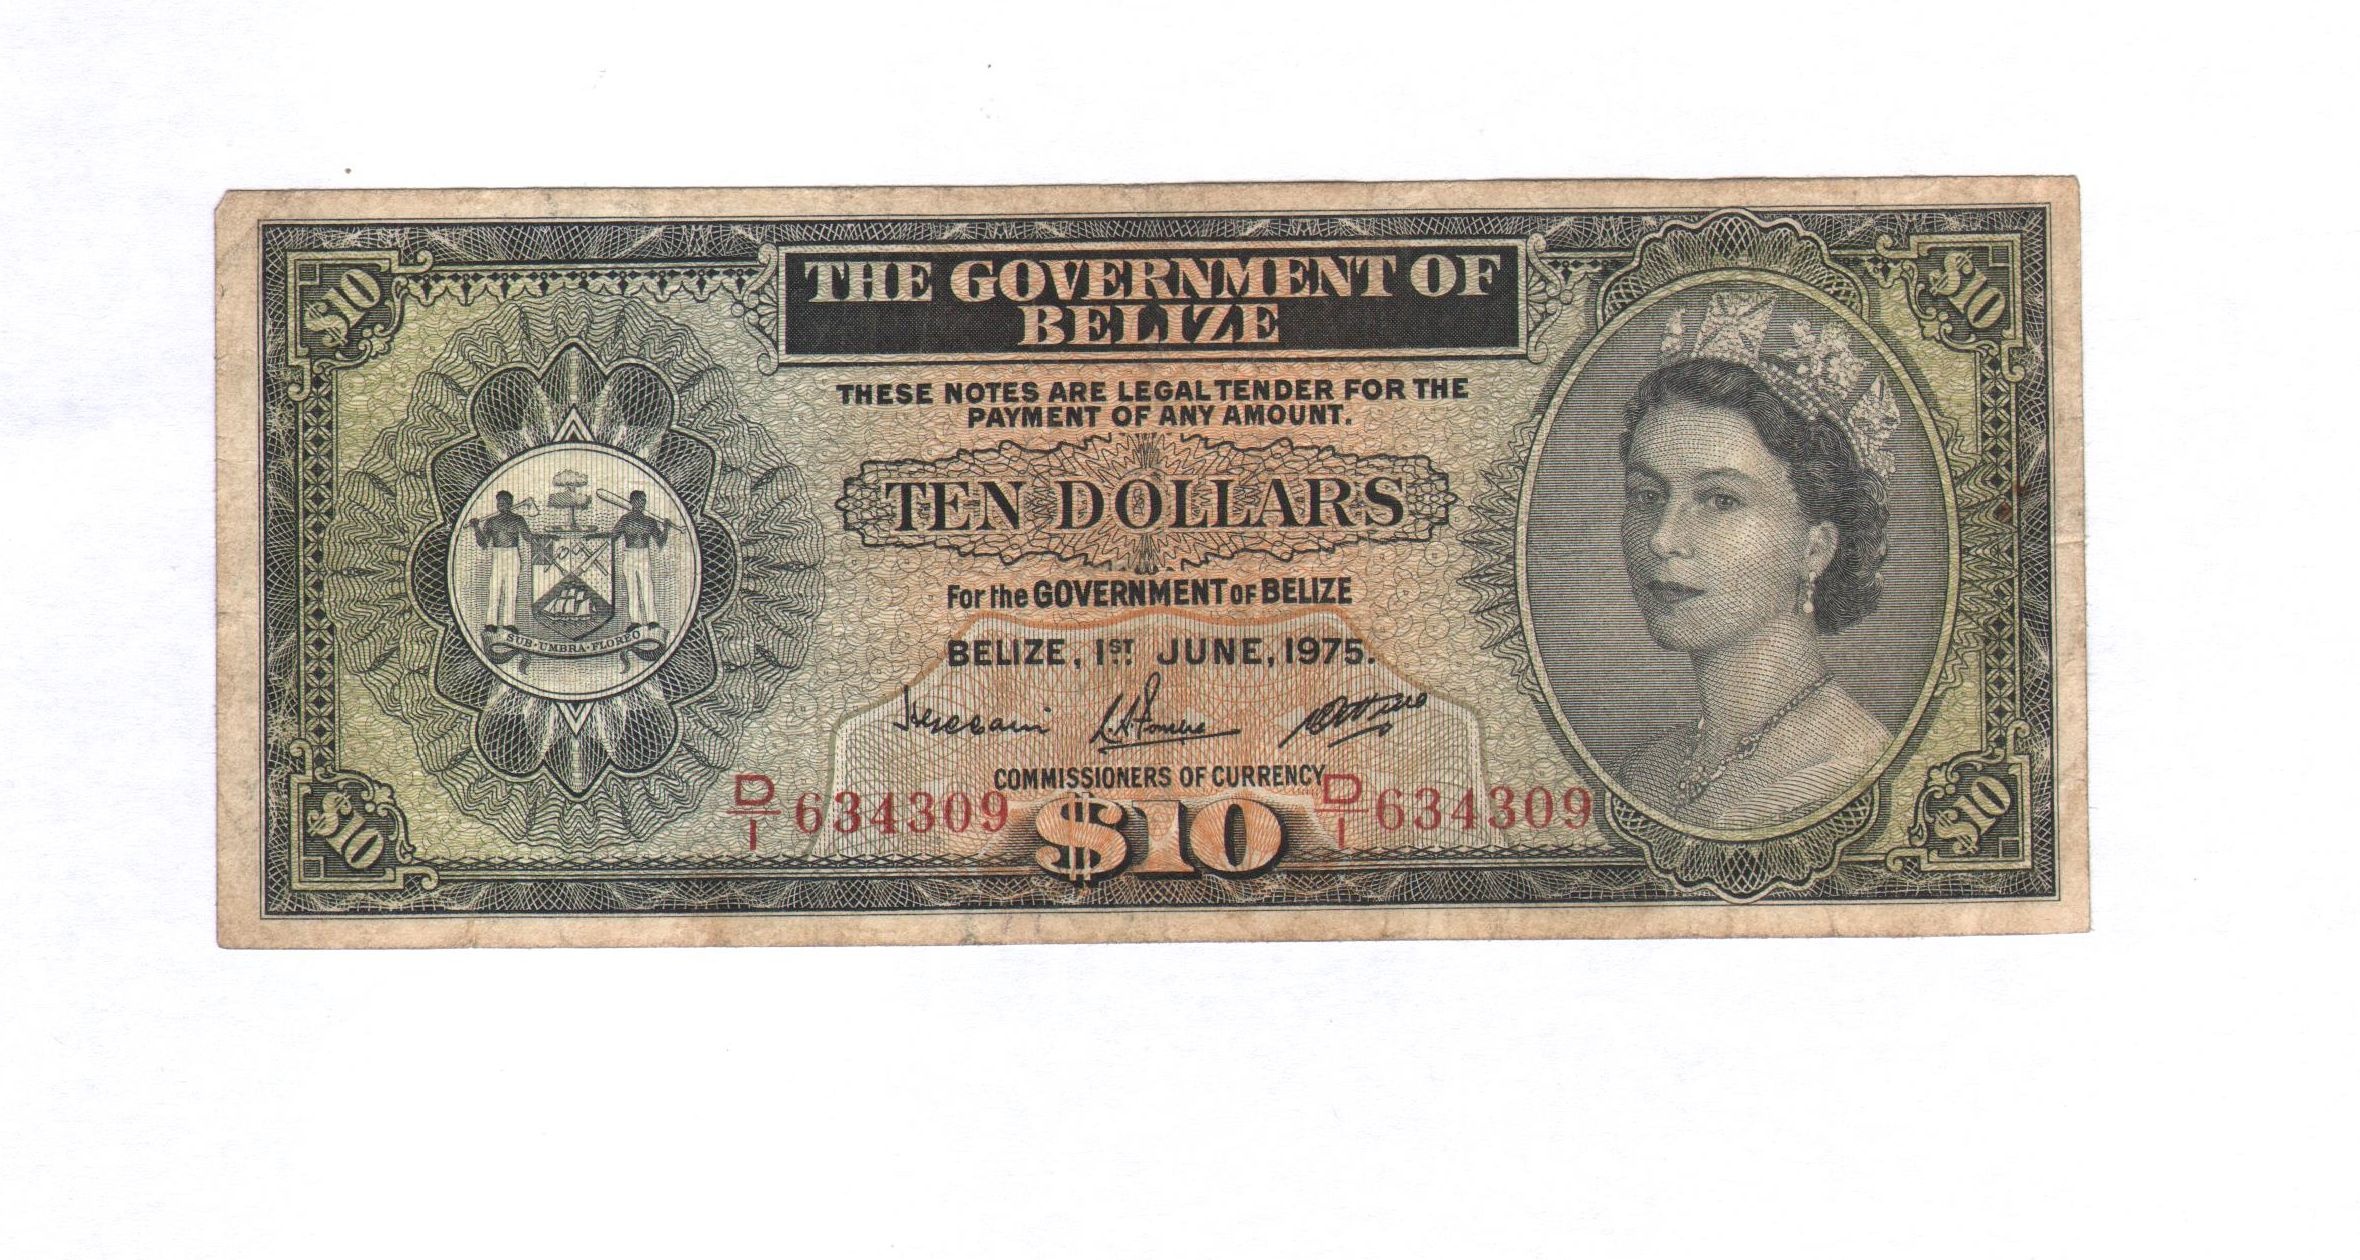 $10
$10
THE GOVERNMENT OF
BELIZE
THESE NOTES ARE LEGAL TENDER FOR THE
PAYMENT OF ANY AMOUNT.
TEN DOLLARS
For the GOVERNMENT OF BELIZE
BELIZE, 1ST JUNE, 1975.
SUB·UMBRA·FLOREO
COMMISSIONERS OF CURRENCY
D/1 634309
D/1 634309
$10
$10
$10